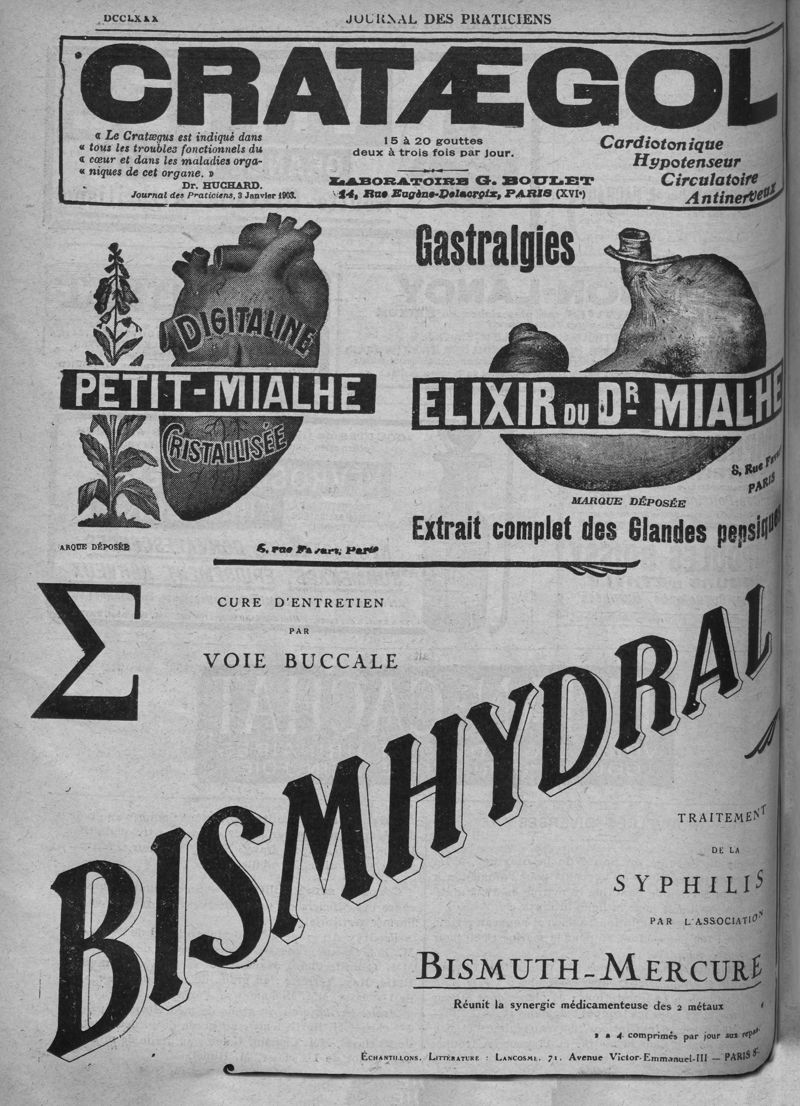 DCCLXXX
JOURNAL DES PRATICIENS
CRATÆGOL
« Le Cratægus est indiqué dans
« tous les troubles fonctionnels du
« cœur et dans les maladies orga-
« niques de cet organe. »
Dr. HUCHARD.
Journal des Praticiens, 3 Janvier 1903.
15 à 20 gouttes
deux à trois fois par jour.
LABORATOIRE G. BOULET
14, Rue Eugène-Delacroix, PARIS (XVIe)
Cardiotonique
Hypotenseur
Circulatoire
Antinerveux
DIGITALINE
PETIT-MIALHE
CRISTALLISÉE
ARQUE DÉPOSÉE
rue Favart, Paris
Gastralgies
ELIXIR DU DR MIALHE
8, Rue Favart
PARIS
MARQUE DÉPOSÉE
Extrait complet des Glandes pepsiques
Σ
CURE D'ENTRETIEN
PAR
VOIE BUCCALE
BISMHYDRAL
TRAITEMENT
DE LA
SYPHILIS
PAR L'ASSOCIATION
BISMUTH-MERCURE
Réunit la synergie médicamenteuse des 2 métaux
2 à 4 comprimés par jour aux repas.
ÉCHANTILLONS, LITTÉRATURE : LANCOSME, 71, Avenue Victor-Emmanuel-III — PARIS 8e